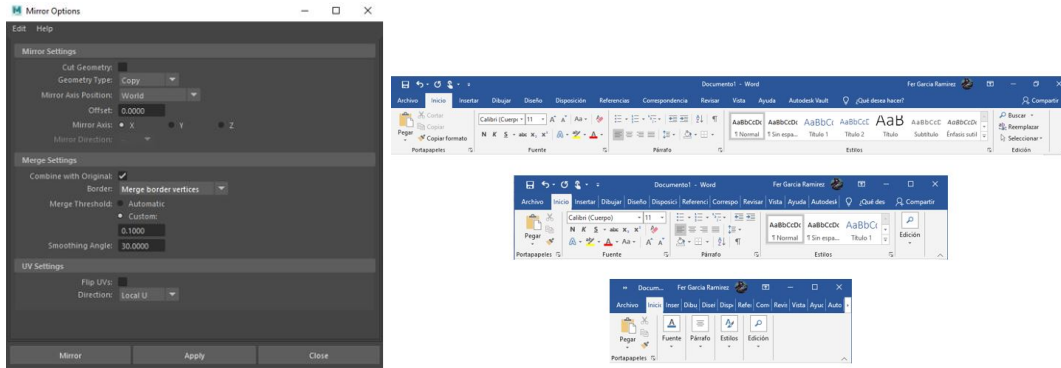 Mirror Options
Edit Help
Mirror Settings
Cut Geometry:
Geometry Type: Copy
Mirror Axis Position: World
Offset: 0.0000
Mirror Axis: X Y Z
Mirror Direction:
Merge Settings
Combine with Original:
Border: Merge border vertices
Merge Threshold: Automatic
Custom:
0.1000
Smoothing Angle: 30.0000
UV Settings
Flip UVs:
Direction: Local U
Mirror Apply Close
Documento1 - Word Fer Garcia Ramirez
Archivo Inicio Insertar Dibujar Diseño Disposición Referencias Correspondencia Revisar Vista Ayuda Autodesk Vault ¿Qué desea hacer? Compartir
Pegar
Cortar
Copiar
Copiar formato
Calibri (Cuerpo 11 A A Aa
N K S abc x, x² A
AaBbCcDc AaBbCcDc AaBbCc AaBbCcC AaB AaBbCcC AaBbCcDc
¶ Normal ¶ Sin espa... Título 1 Título 2 Título Subtítulo Énfasis sutil
Buscar
Reemplazar
Seleccionar
Portapapeles Fuente Párrafo Estilos Edición
Documento1 - Word Fer Garcia Ramirez
Archivo Inicio Insertar Dibujar Diseño Disposici Referenci Correspo Revisar Vista Ayuda Autodesk ¿Qué des Compartir
Pegar
Calibri (Cuerpo) 11
N K S abc x, x²
A A Aa A A
AaBbCcDc AaBbCcDc AaBbCc
¶ Normal ¶ Sin espa... Título 1
Edición
Portapapeles Fuente Párrafo Estilos
Docum... Fer Garcia Ramirez
Archivo Inicio Inser Dibu Diseñ Dispo Refer Com Revis Vista Ayuc Auto
Pegar Fuente Párrafo Estilos Edición
Portapapeles